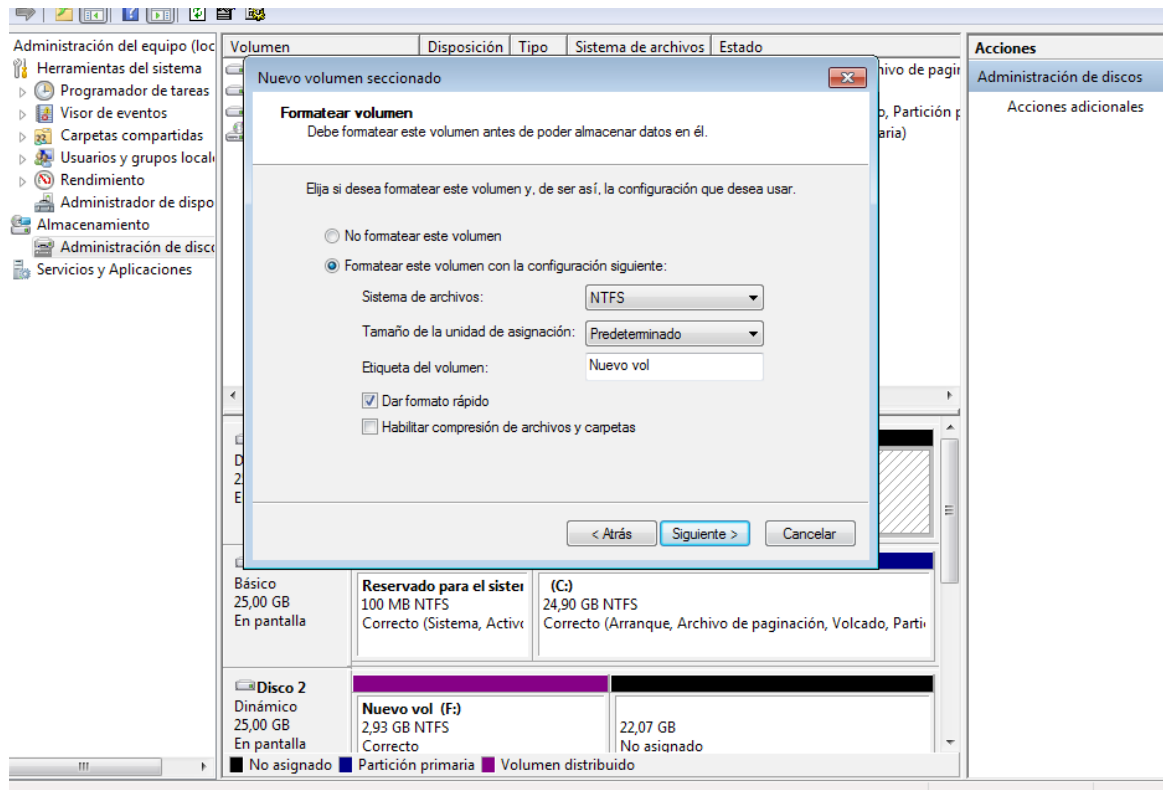 Administración del equipo (loc
Herramientas del sistema
Programador de tareas
Visor de eventos
Carpetas compartidas
Usuarios y grupos local
Rendimiento
Administrador de dispo
Almacenamiento
Administración de disc
Servicios y Aplicaciones
Volumen Disposición Tipo Sistema de archivos Estado
hivo de pagin
o, Partición p
aria)
Nuevo volumen seccionado
Formatear volumen
Debe formatear este volumen antes de poder almacenar datos en él.
Elija si desea formatear este volumen y, de ser así, la configuración que desea usar.
No formatear este volumen
Formatear este volumen con la configuración siguiente:
Sistema de archivos: NTFS
Tamaño de la unidad de asignación: Predeterminado
Etiqueta del volumen: Nuevo vol
Dar formato rápido
Habilitar compresión de archivos y carpetas
< Atrás Siguiente > Cancelar
D
2
E
Básico
25,00 GB
En pantalla
Reservado para el sister
100 MB NTFS
Correcto (Sistema, Activo
(C:)
24,90 GB NTFS
Correcto (Arranque, Archivo de paginación, Volcado, Parti
Disco 2
Dinámico
25,00 GB
En pantalla
Nuevo vol (F:)
2,93 GB NTFS
Correcto
22,07 GB
No asignado
No asignado Partición primaria Volumen distribuido
Acciones
Administración de discos
Acciones adicionales